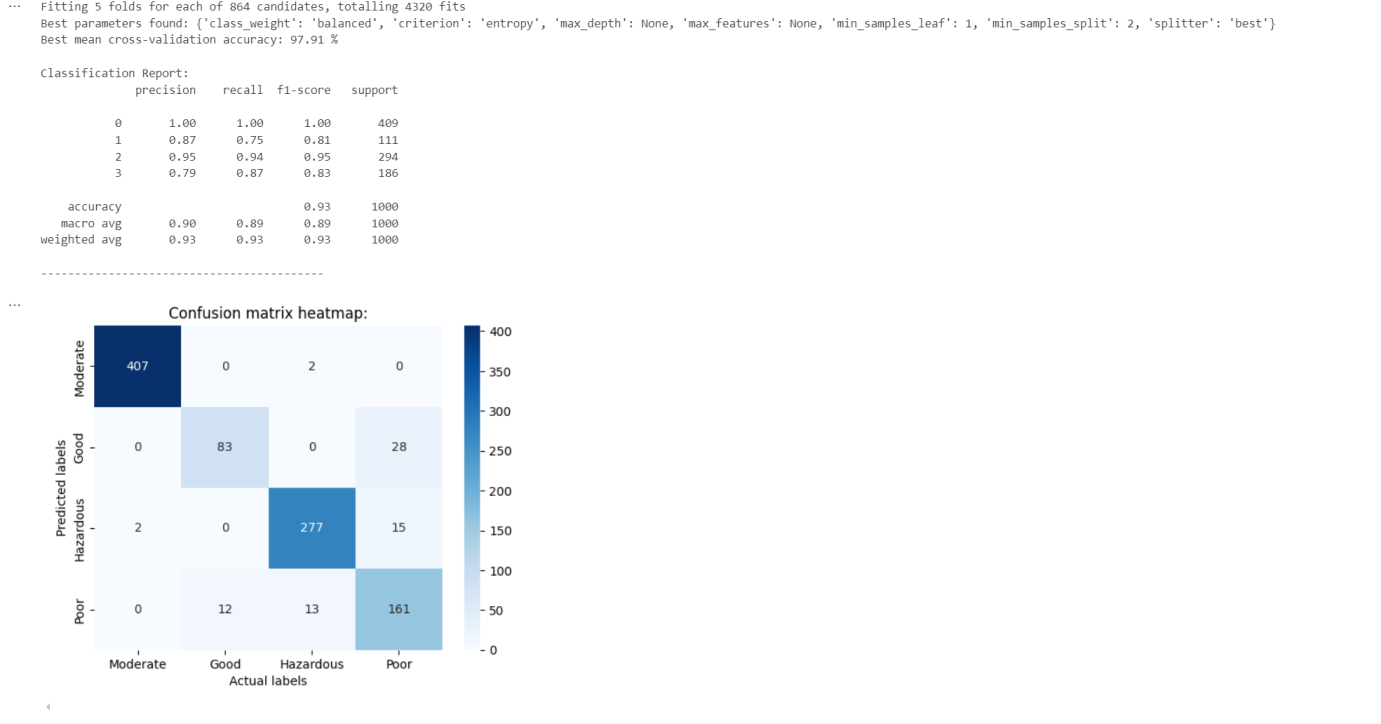 Fitting 5 folds for each of 864 candidates, totalling 4320 fits
Best parameters found: {'class_weight': 'balanced', 'criterion': 'entropy', 'max_depth': None, 'max_features': None, 'min_samples_leaf': 1, 'min_samples_split': 2, 'splitter': 'best'}
Best mean cross-validation accuracy: 97.91 %
Classification Report:
precision recall f1-score support
0 1.00 1.00 1.00 409
1 0.87 0.75 0.81 111
2 0.95 0.94 0.95 294
3 0.79 0.87 0.83 186
accuracy 0.93 1000
macro avg 0.90 0.89 0.89 1000
weighted avg 0.93 0.93 0.93 1000
------------------------------------------
Confusion matrix heatmap:
Predicted labels
Moderate 407 0 2 0
Good 0 83 0 28
Hazardous 2 0 277 15
Poor 0 12 13 161
Moderate Good Hazardous Poor
Actual labels
400
350
300
250
200
150
100
50
0